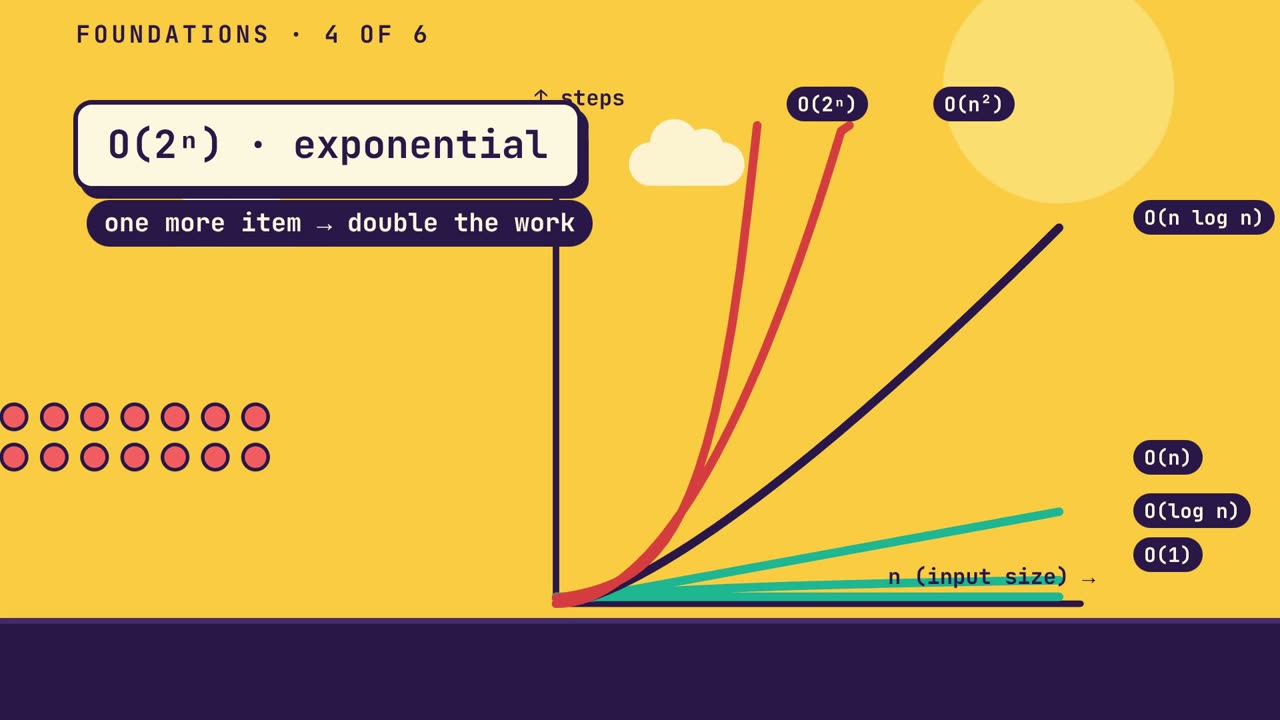 FOUNDATIONS · 4 OF 6
↑ steps
O(2ⁿ) · exponential
one more item → double the work
O(2ⁿ)
O(n²)
O(n log n)
O(n)
O(log n)
O(1)
n (input size) →